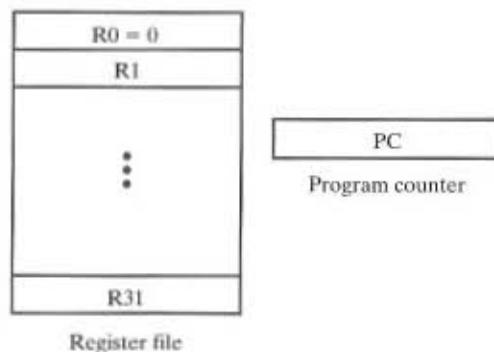 R0 = 0
R1
PC
Program counter
R31
Register file